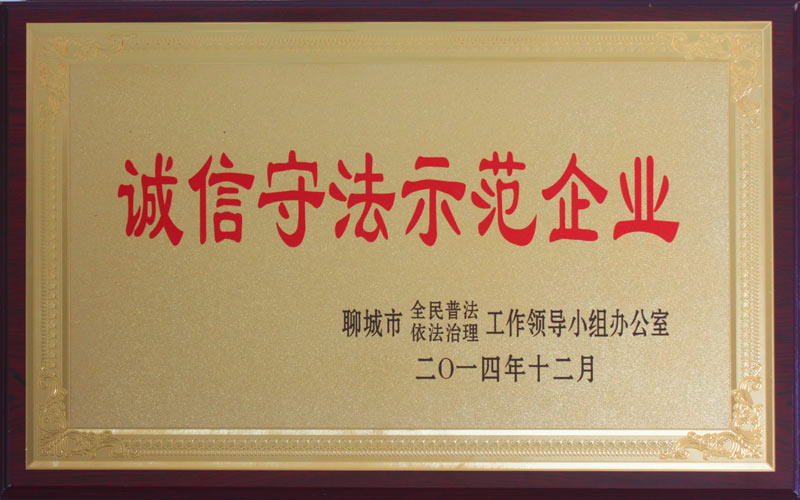 诚信守法示范企业
聊城市 全民普法 依法治理 工作领导小组办公室
二〇一四年十二月